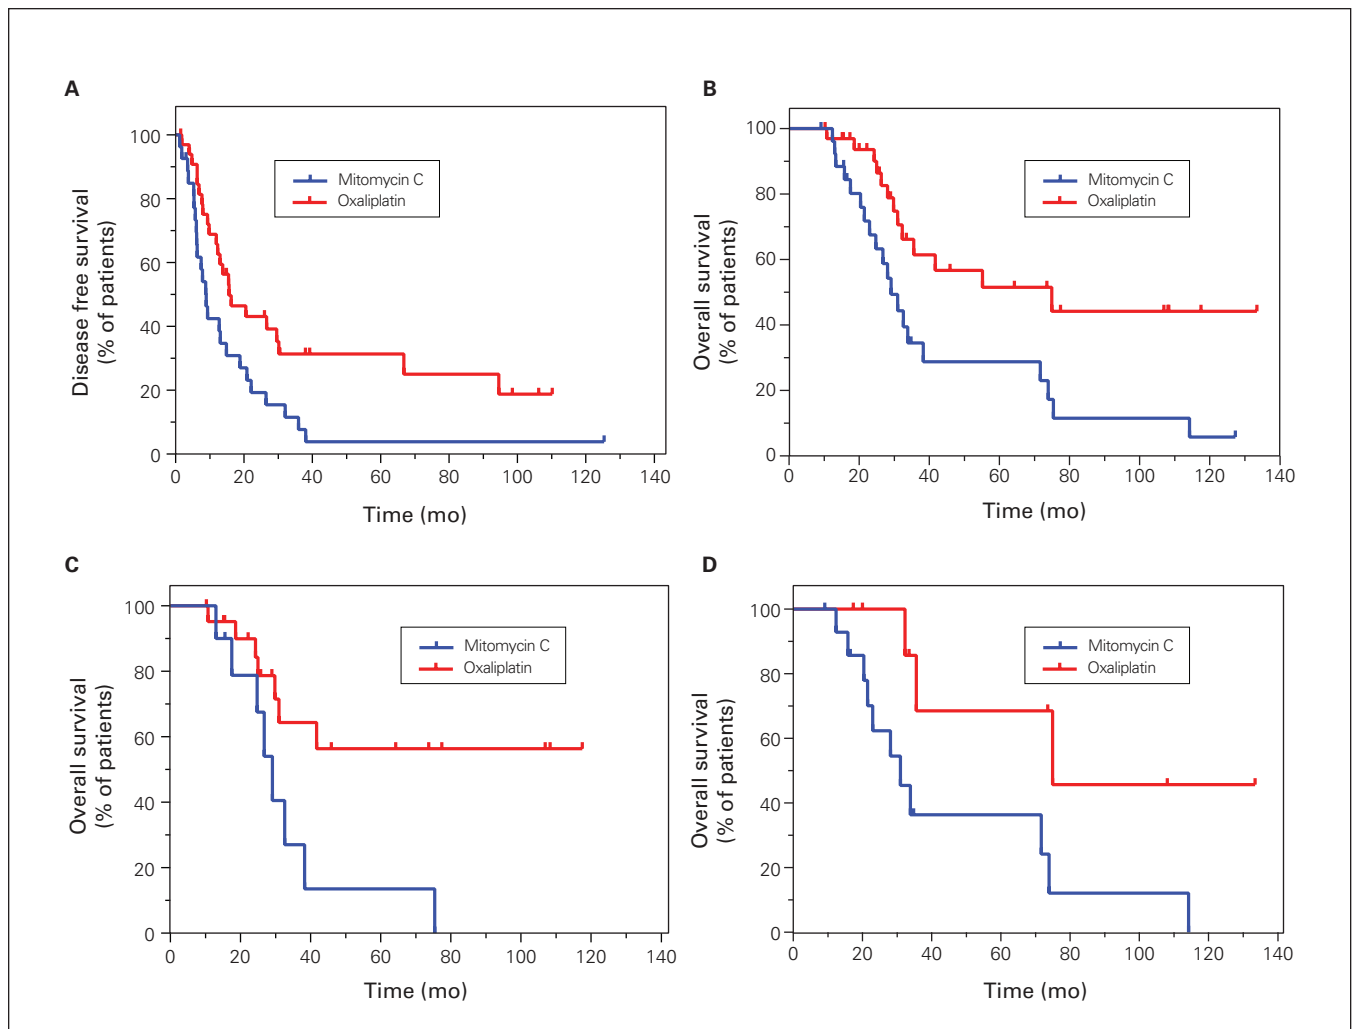 A
Disease free survival
(% of patients)
100
80
60
40
20
0
Mitomycin C
Oxaliplatin
0 20 40 60 80 100 120 140
Time (mo)
B
Overall survival
(% of patients)
100
80
60
40
20
0
Mitomycin C
Oxaliplatin
0 20 40 60 80 100 120 140
Time (mo)
C
Overall survival
(% of patients)
100
80
60
40
20
0
Mitomycin C
Oxaliplatin
0 20 40 60 80 100 120 140
Time (mo)
D
Overall survival
(% of patients)
100
80
60
40
20
0
Mitomycin C
Oxaliplatin
0 20 40 60 80 100 120 140
Time (mo)